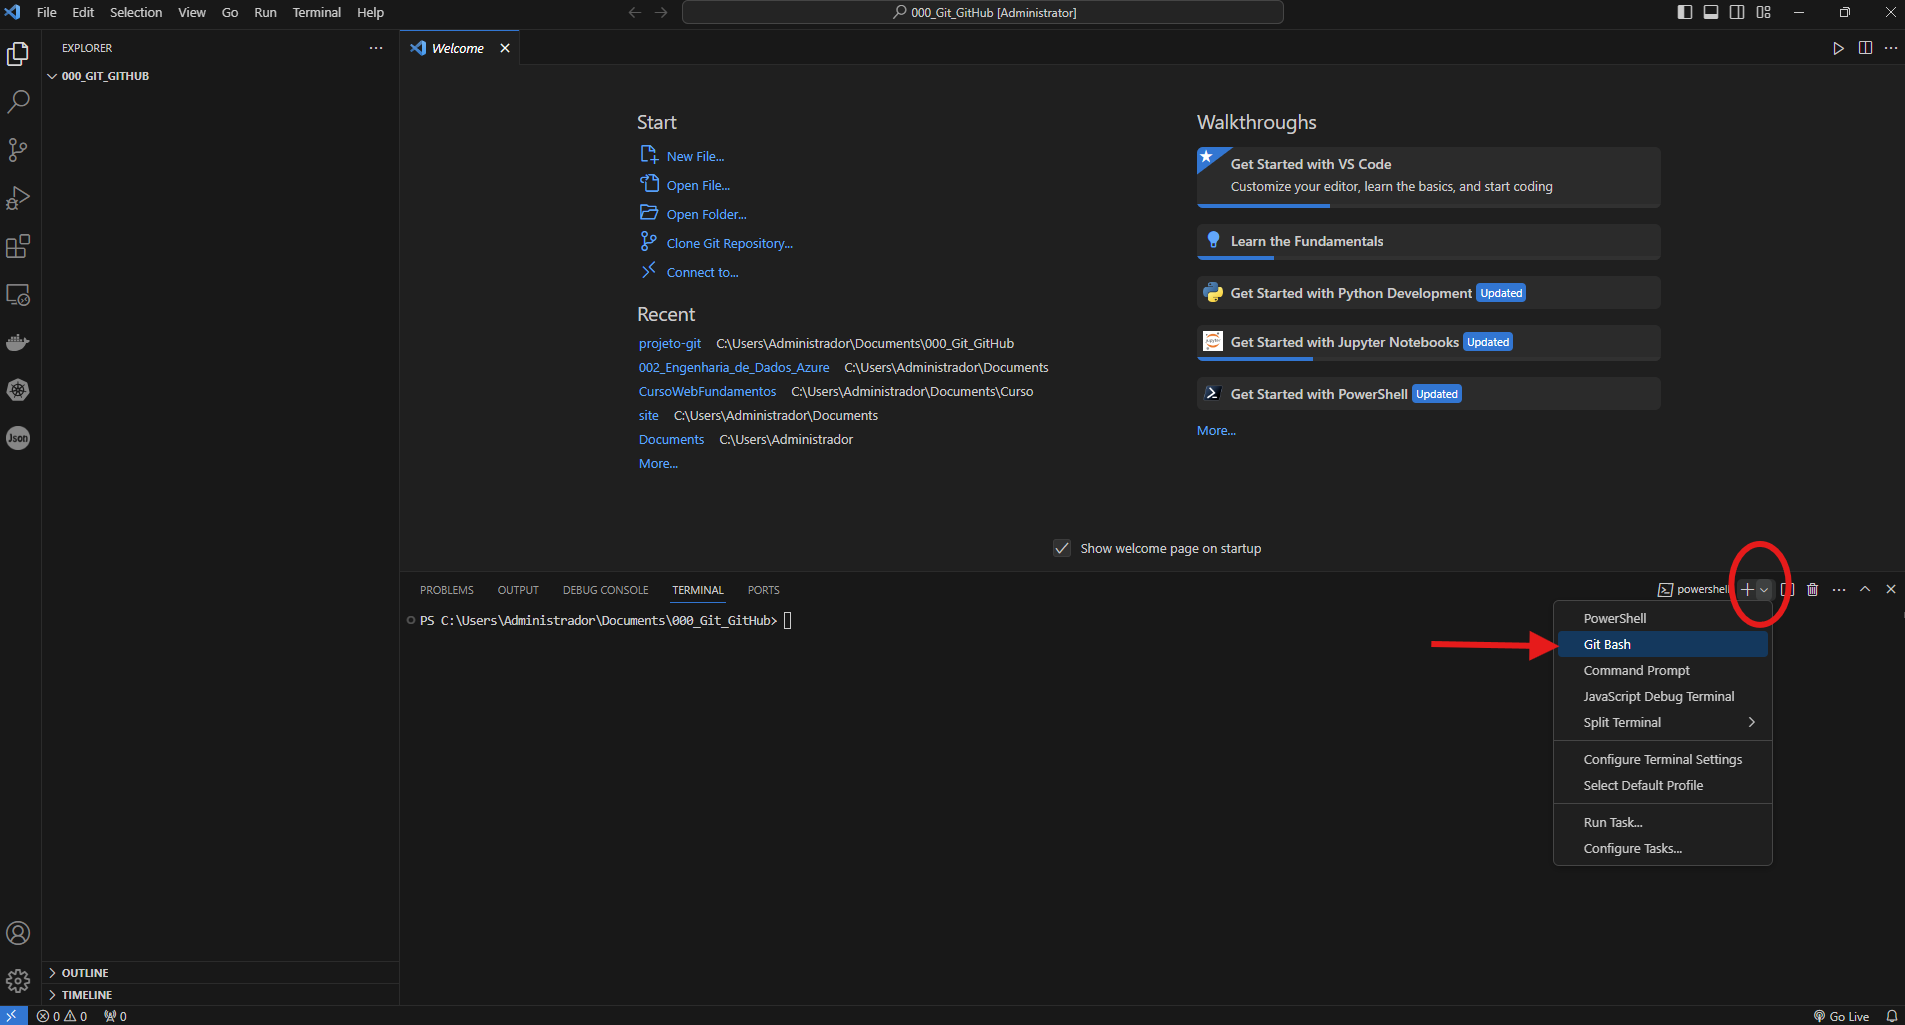 File Edit Selection View Go Run Terminal Help
000_Git_GitHub [Administrator]
EXPLORER
000_GIT_GITHUB
Welcome
Start
New File...
Open File...
Open Folder...
Clone Git Repository...
Connect to...
Recent
projeto-git C:\Users\Administrador\Documents\000_Git_GitHub
002_Engenharia_de_Dados_Azure C:\Users\Administrador\Documents
CursoWebFundamentos C:\Users\Administrador\Documents\Curso
site C:\Users\Administrador\Documents
Documents C:\Users\Administrador
More...
Walkthroughs
Get Started with VS Code
Customize your editor, learn the basics, and start coding
Learn the Fundamentals
Get Started with Python Development Updated
Get Started with Jupyter Notebooks Updated
Get Started with PowerShell Updated
More...
Show welcome page on startup
PROBLEMS OUTPUT DEBUG CONSOLE TERMINAL PORTS
powershell
PS C:\Users\Administrador\Documents\000_Git_GitHub>
PowerShell
Git Bash
Command Prompt
JavaScript Debug Terminal
Split Terminal
Configure Terminal Settings
Select Default Profile
Run Task...
Configure Tasks...
Json
OUTLINE
TIMELINE
0 0 0
Go Live